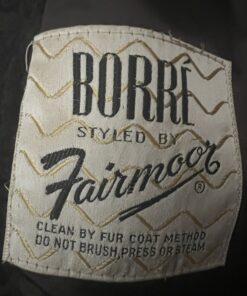 BORRÉ
STYLED BY
Fairmoor ®
CLEAN BY FUR COAT METHOD
DO NOT BRUSH, PRESS OR STEAM